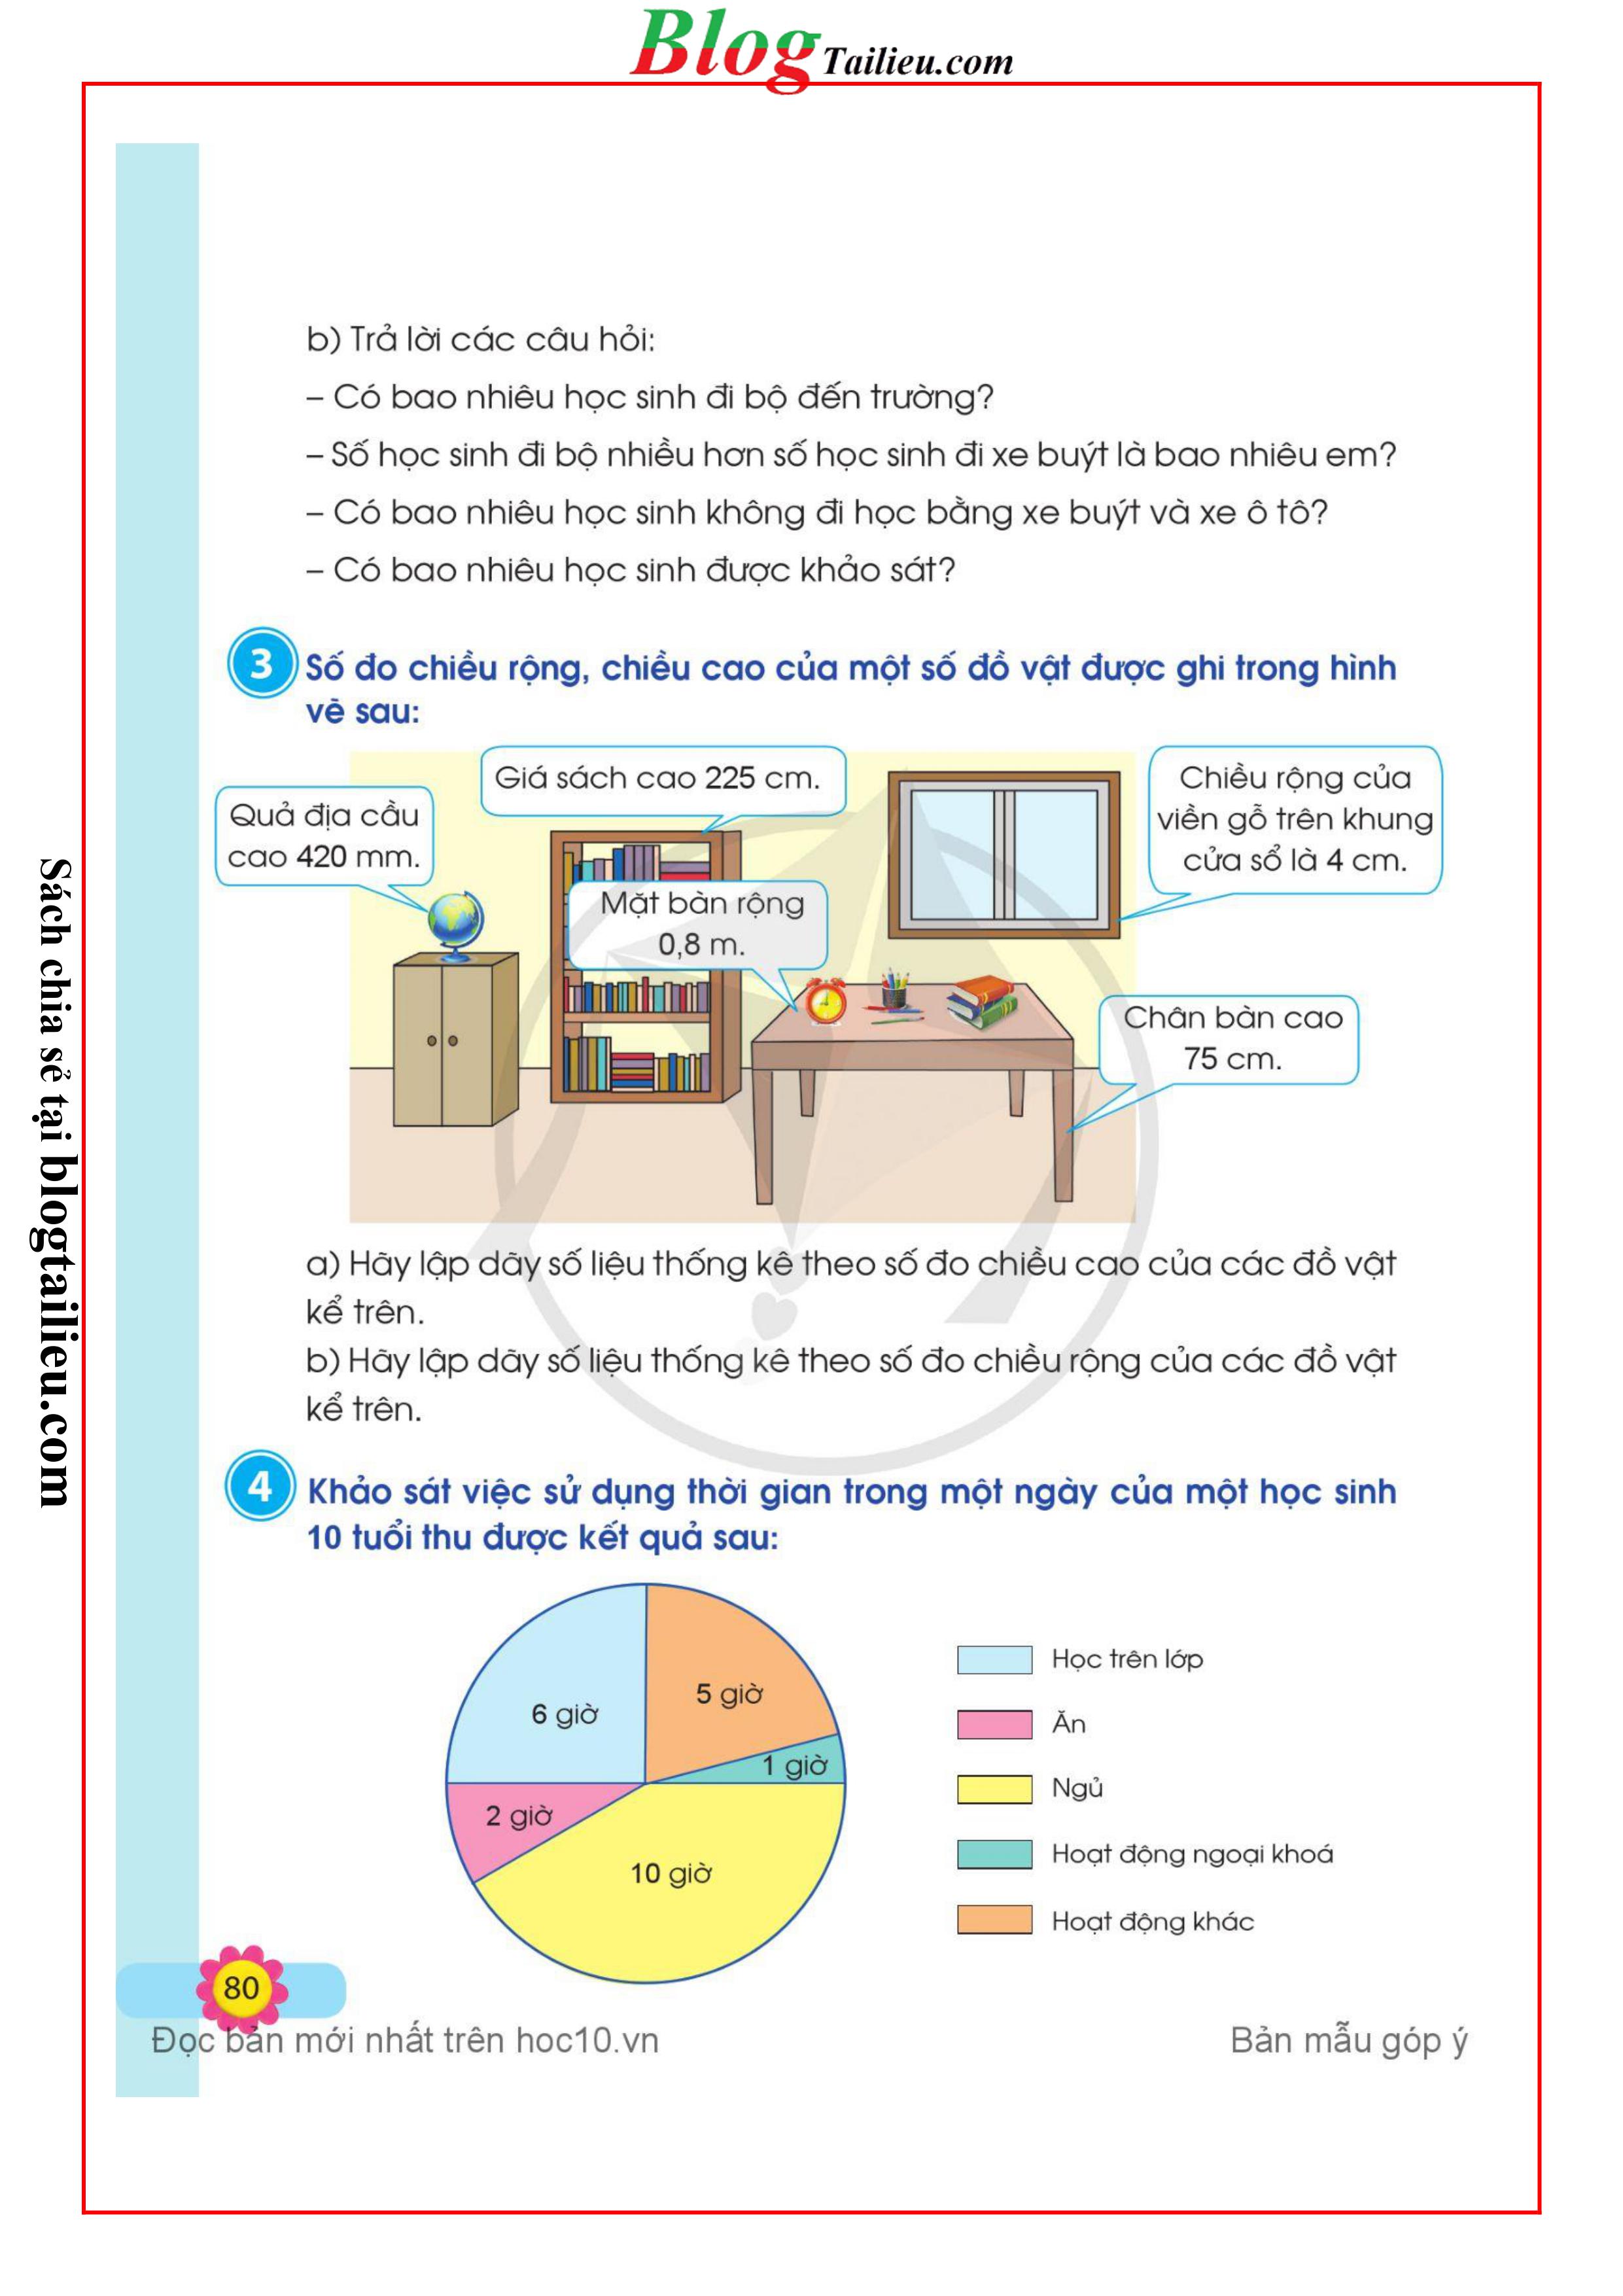 Blog Tailieu.com
b) Trả lời các câu hỏi:
– Có bao nhiêu học sinh đi bộ đến trường?
– Số học sinh đi bộ nhiều hơn số học sinh đi xe buýt là bao nhiêu em?
– Có bao nhiêu học sinh không đi học bằng xe buýt và xe ô tô?
– Có bao nhiêu học sinh được khảo sát?
3 Số đo chiều rộng, chiều cao của một số đồ vật được ghi trong hình
vẽ sau:
Giá sách cao 225 cm.
Quả địa cầu
cao 420 mm.
Chiều rộng của
viền gỗ trên khung
cửa sổ là 4 cm.
Mặt bàn rộng
0,8 m.
Chân bàn cao
75 cm.
a) Hãy lập dãy số liệu thống kê theo số đo chiều cao của các đồ vật
kể trên.
b) Hãy lập dãy số liệu thống kê theo số đo chiều rộng của các đồ vật
kể trên.
4 Khảo sát việc sử dụng thời gian trong một ngày của một học sinh
10 tuổi thu được kết quả sau:
6 giờ
5 giờ
1 giờ
2 giờ
10 giờ
Học trên lớp
Ăn
Ngủ
Hoạt động ngoại khoá
Hoạt động khác
80
Đọc bản mới nhất trên hoc10.vn
Bản mẫu góp ý
Sách chia sẻ tại blogtailieu.com